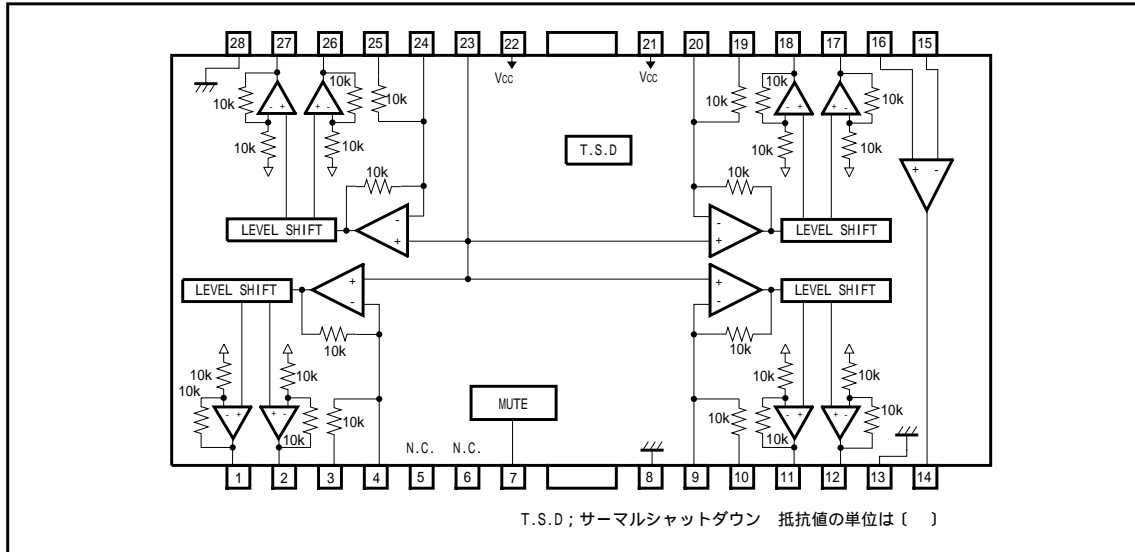 28 27 26 25 24 23 22 21 20 19 18 17 16 15
Vcc Vcc
10k 10k 10k 10k 10k 10k 10k 10k
- + + - - + + - + -
10k 10k 10k 10k
T.S.D
10k 10k
LEVEL SHIFT - + - + LEVEL SHIFT
LEVEL SHIFT + - + - LEVEL SHIFT
10k 10k
10k 10k 10k 10k
10k 10k
- + + - - + + -
10k 10k 10k 10k 10k 10k
MUTE
N.C. N.C.
1 2 3 4 5 6 7 8 9 10 11 12 13 14
T.S.D ; サーマルシャットダウン 抵抗値の単位は〔 〕